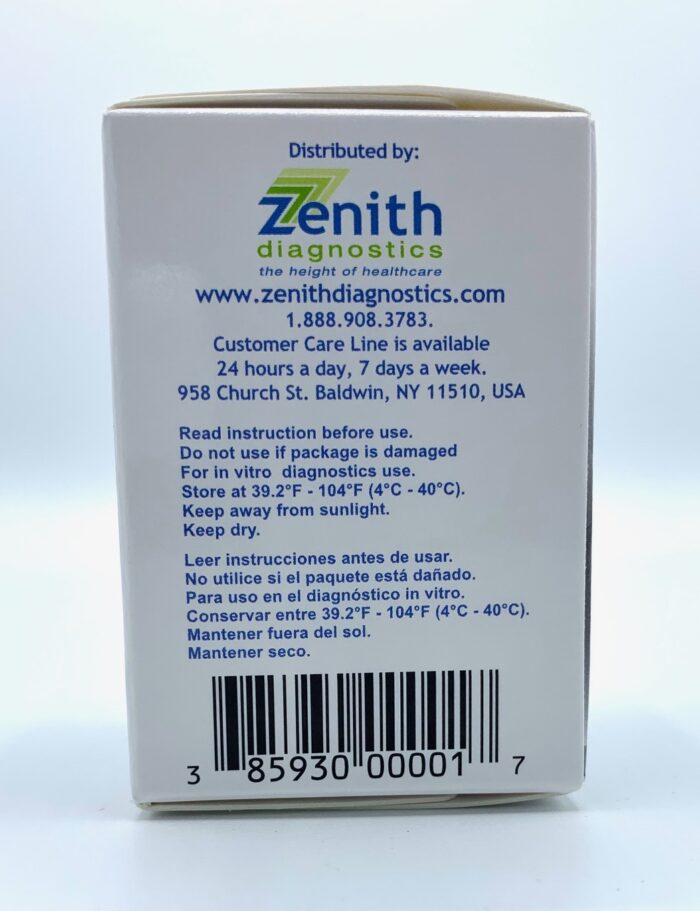 Distributed by:
Zenith
diagnostics
the height of healthcare
www.zenithdiagnostics.com
1.888.908.3783.
Customer Care Line is available
24 hours a day, 7 days a week.
958 Church St. Baldwin, NY 11510, USA
Read instruction before use.
Do not use if package is damaged
For in vitro diagnostics use.
Store at 39.2°F - 104°F (4°C - 40°C).
Keep away from sunlight.
Keep dry.
Leer instrucciones antes de usar.
No utilice si el paquete está dañado.
Para uso en el diagnóstico in vitro.
Conservar entre 39.2°F - 104°F (4°C - 40°C).
Mantener fuera del sol.
Mantener seco.
3 85930 00001 7